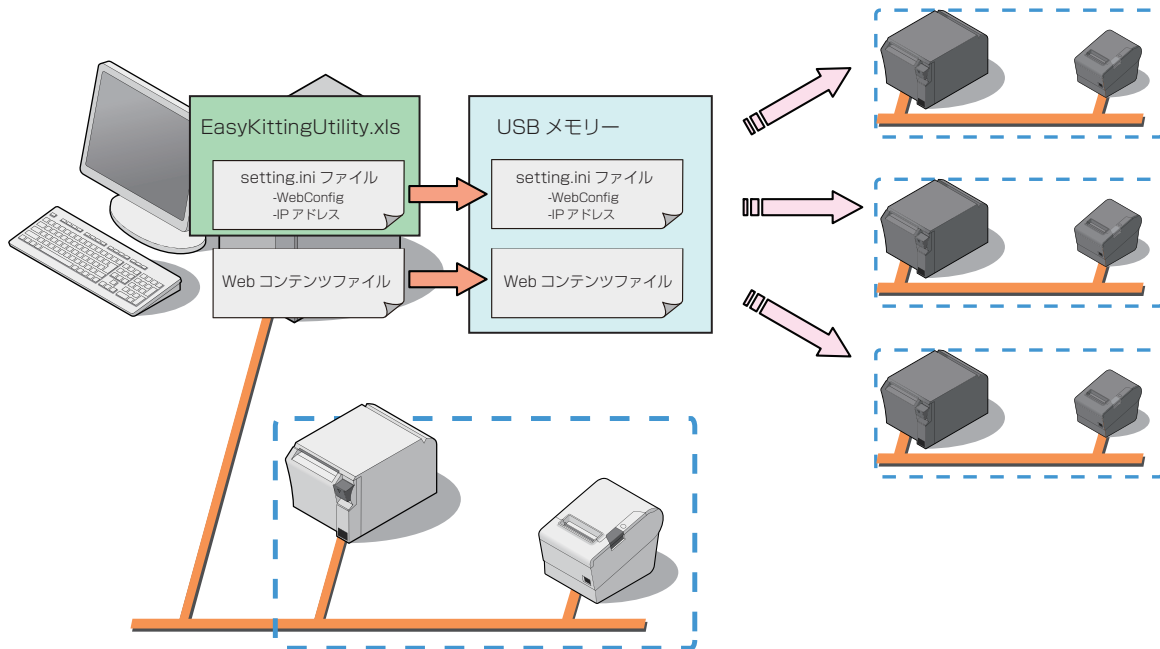 EasyKittingUtility.xls
setting.ini ファイル
-WebConfig
-IP アドレス
Web コンテンツファイル
USB メモリー
setting.ini ファイル
-WebConfig
-IP アドレス
Web コンテンツファイル